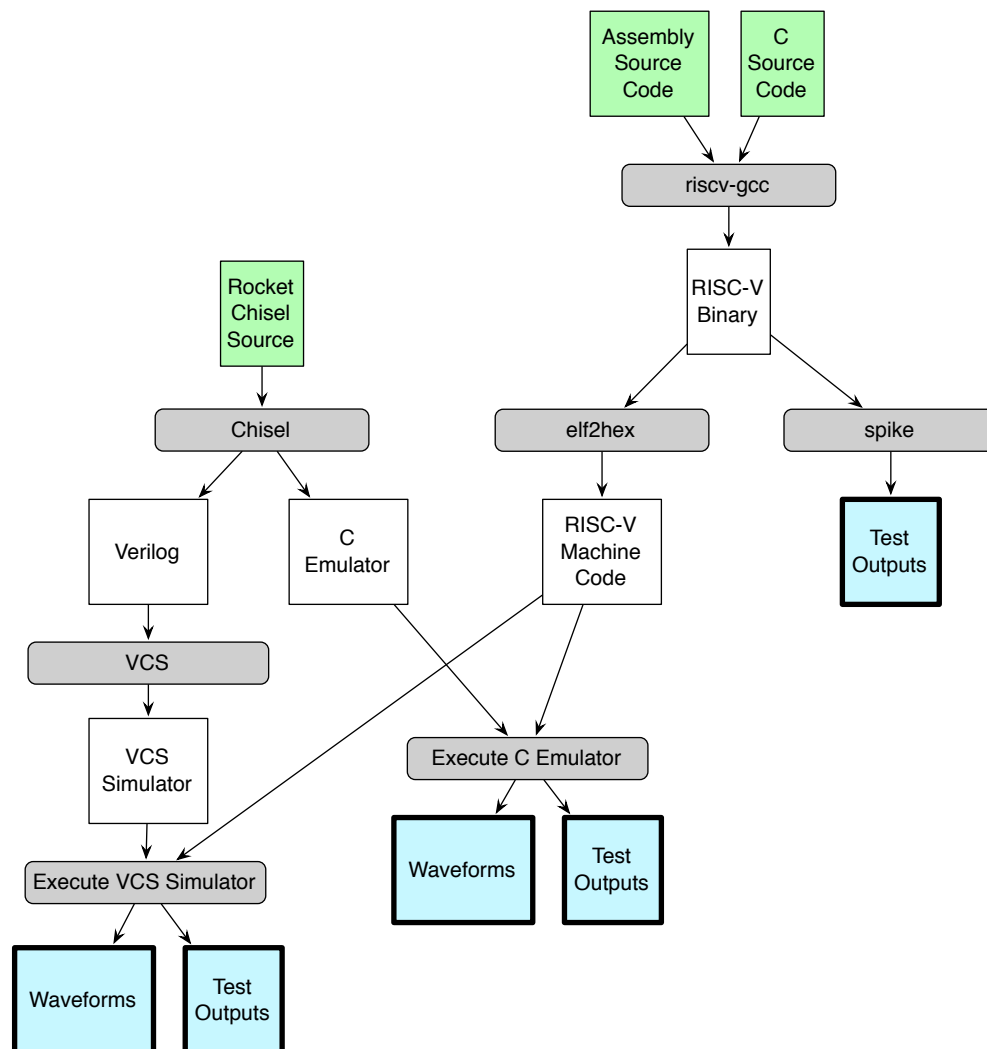 Assembly
Source
Code
C
Source
Code
riscv-gcc
RISC-V
Binary
Rocket
Chisel
Source
Chisel
elf2hex
spike
Verilog
C
Emulator
RISC-V
Machine
Code
Test
Outputs
VCS
VCS
Simulator
Execute C Emulator
Waveforms
Test
Outputs
Execute VCS Simulator
Waveforms
Test
Outputs